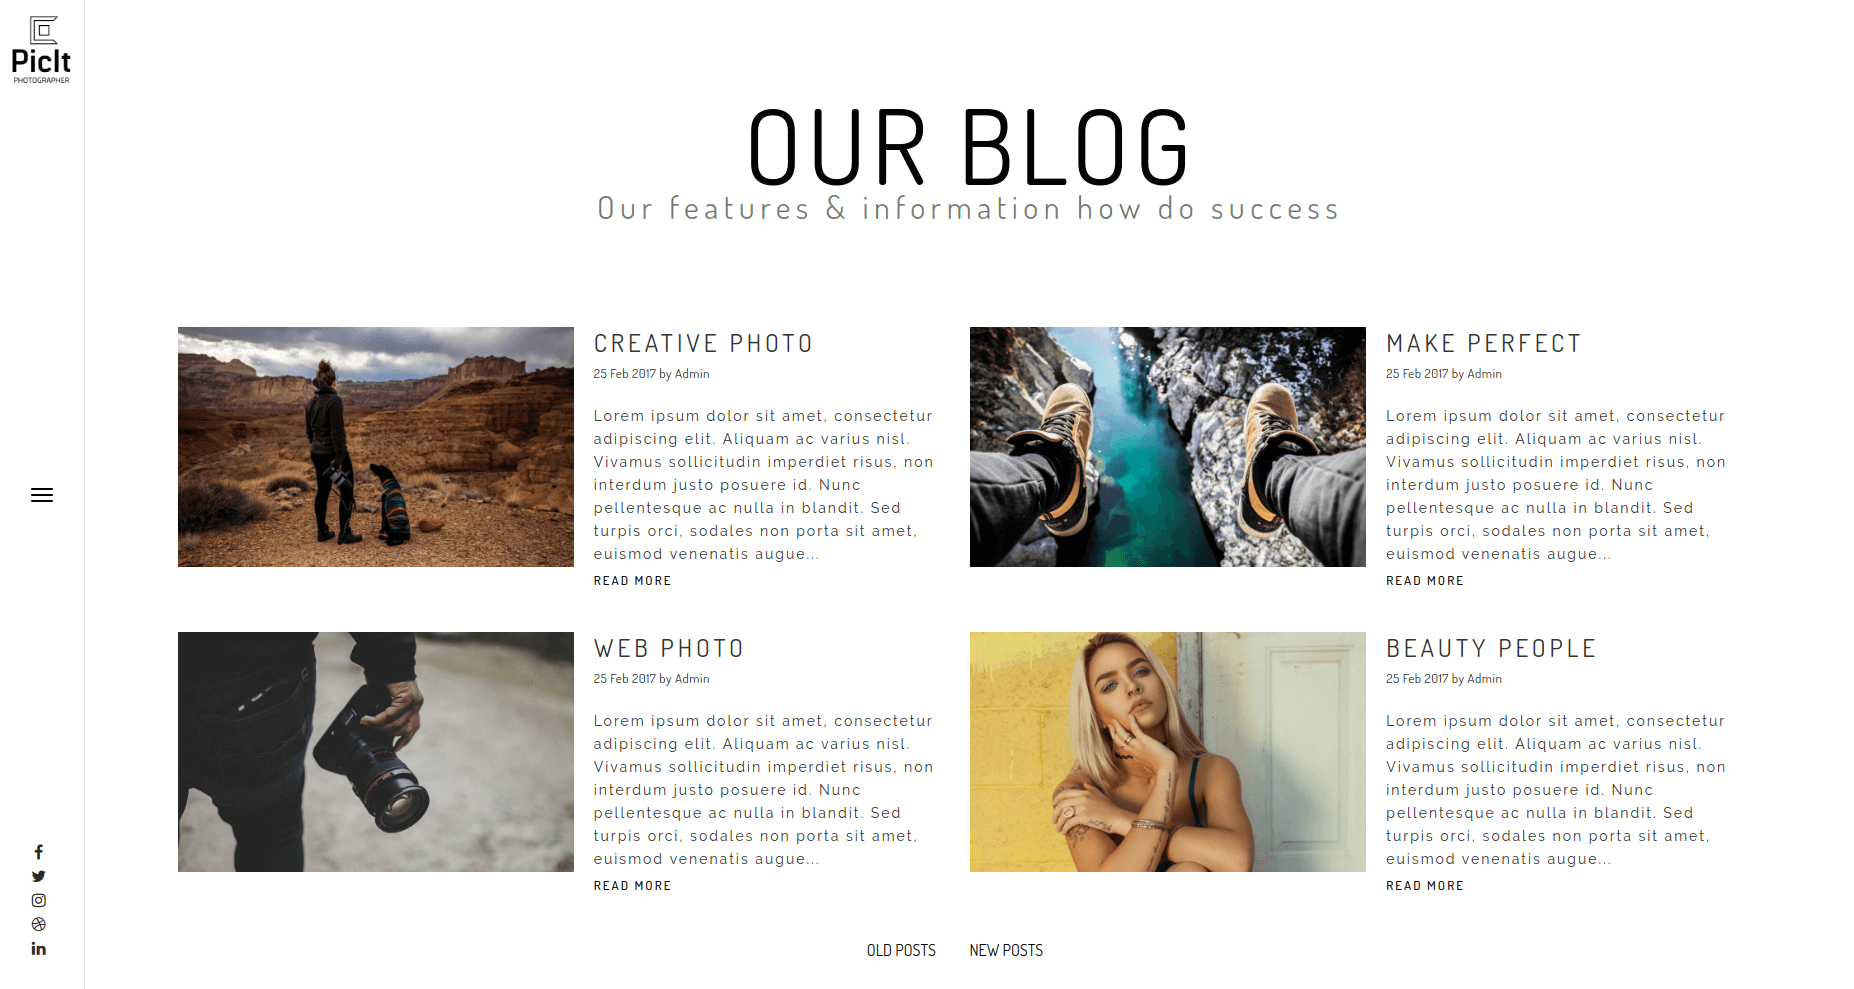 PicIt
PHOTOGRAPHER
OUR BLOG
Our features & information how do success
CREATIVE PHOTO
25 Feb 2017 by Admin
Lorem ipsum dolor sit amet, consectetur
adipiscing elit. Aliquam ac varius nisl.
Vivamus sollicitudin imperdiet risus, non
interdum justo posuere id. Nunc
pellentesque ac nulla in blandit. Sed
turpis orci, sodales non porta sit amet,
euismod venenatis augue...
READ MORE
MAKE PERFECT
25 Feb 2017 by Admin
Lorem ipsum dolor sit amet, consectetur
adipiscing elit. Aliquam ac varius nisl.
Vivamus sollicitudin imperdiet risus, non
interdum justo posuere id. Nunc
pellentesque ac nulla in blandit. Sed
turpis orci, sodales non porta sit amet,
euismod venenatis augue...
READ MORE
WEB PHOTO
25 Feb 2017 by Admin
Lorem ipsum dolor sit amet, consectetur
adipiscing elit. Aliquam ac varius nisl.
Vivamus sollicitudin imperdiet risus, non
interdum justo posuere id. Nunc
pellentesque ac nulla in blandit. Sed
turpis orci, sodales non porta sit amet,
euismod venenatis augue...
READ MORE
BEAUTY PEOPLE
25 Feb 2017 by Admin
Lorem ipsum dolor sit amet, consectetur
adipiscing elit. Aliquam ac varius nisl.
Vivamus sollicitudin imperdiet risus, non
interdum justo posuere id. Nunc
pellentesque ac nulla in blandit. Sed
turpis orci, sodales non porta sit amet,
euismod venenatis augue...
READ MORE
OLD POSTS
NEW POSTS